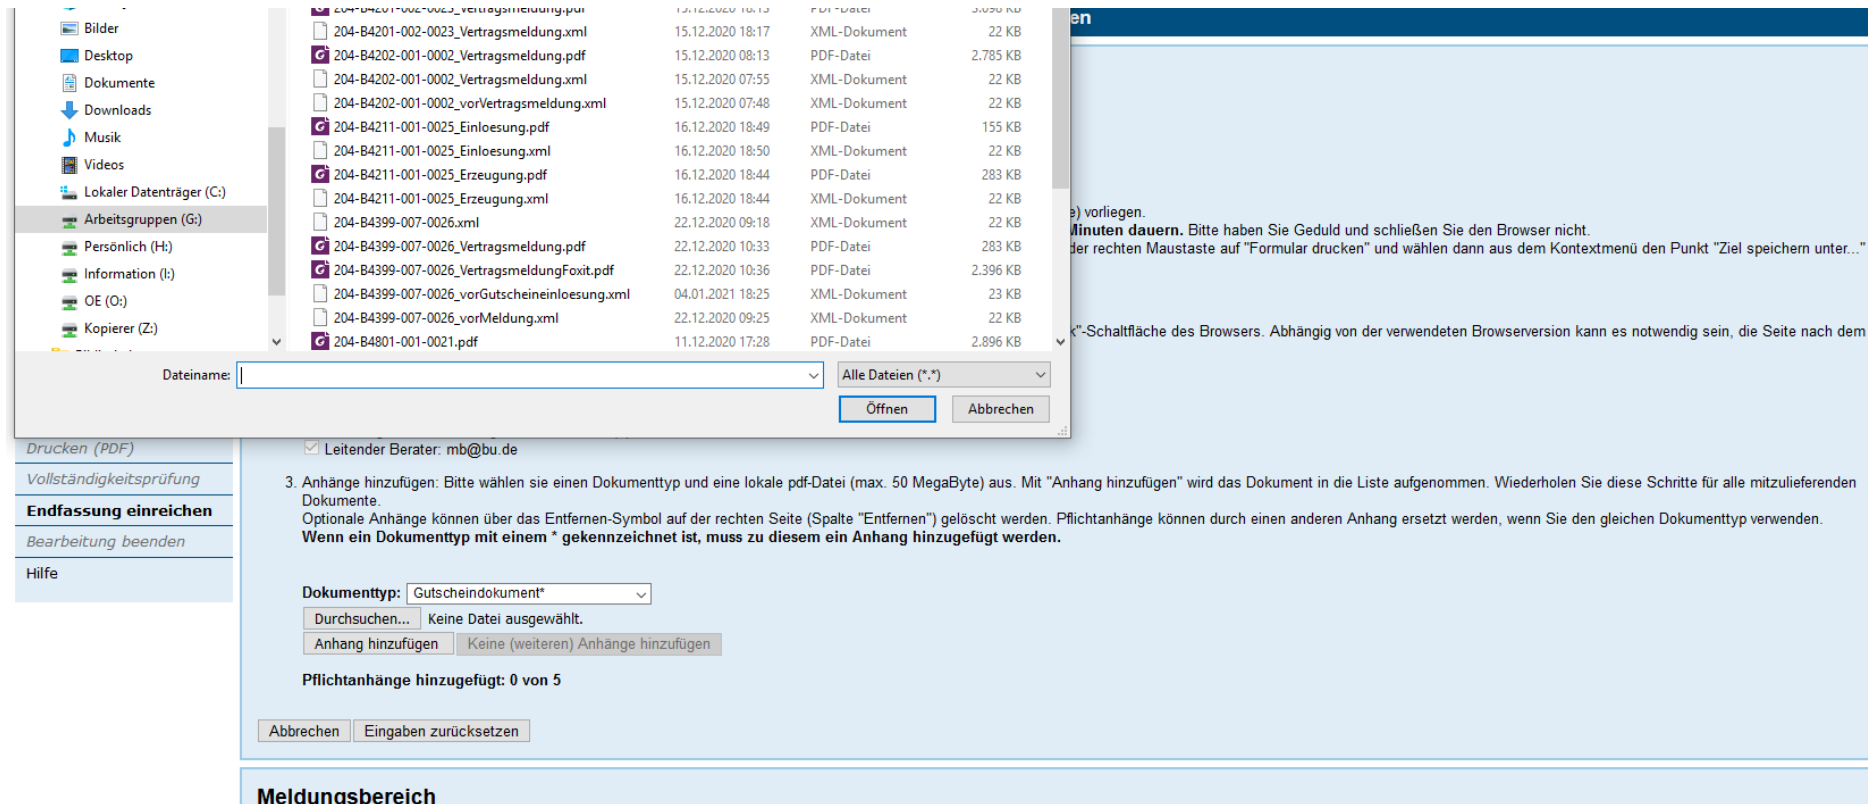 204-B4201-002-0023_Vertragsmeldung.pdf 15.12.2020 18:13 PDF-Datei 3.098 KB
en
Bilder 204-B4201-002-0023_Vertragsmeldung.xml 15.12.2020 18:17 XML-Dokument 22 KB
Desktop 204-B4202-001-0002_Vertragsmeldung.pdf 15.12.2020 08:13 PDF-Datei 2.785 KB
Dokumente 204-B4202-001-0002_Vertragsmeldung.xml 15.12.2020 07:55 XML-Dokument 22 KB
Downloads 204-B4202-001-0002_vorVertragsmeldung.xml 15.12.2020 07:48 XML-Dokument 22 KB
Musik 204-B4211-001-0025_Einloesung.pdf 16.12.2020 18:49 PDF-Datei 155 KB
Videos 204-B4211-001-0025_Einloesung.xml 16.12.2020 18:50 XML-Dokument 22 KB
204-B4211-001-0025_Erzeugung.pdf 16.12.2020 18:44 PDF-Datei 283 KB
Lokaler Datenträger (C:) 204-B4211-001-0025_Erzeugung.xml 16.12.2020 18:44 XML-Dokument 22 KB
Arbeitsgruppen (G:) 204-B4399-007-0026.xml 22.12.2020 09:18 XML-Dokument 22 KB
Persönlich (H:) 204-B4399-007-0026_Vertragsmeldung.pdf 22.12.2020 10:33 PDF-Datei 283 KB
Information (I:) 204-B4399-007-0026_VertragsmeldungFoxit.pdf 22.12.2020 10:36 PDF-Datei 2.396 KB
OE (O:) 204-B4399-007-0026_vorGutscheineinloesung.xml 04.01.2021 18:25 XML-Dokument 23 KB
Kopierer (Z:) 204-B4399-007-0026_vorMeldung.xml 22.12.2020 09:25 XML-Dokument 22 KB
204-B4801-001-0021.pdf 11.12.2020 17:28 PDF-Datei 2.896 KB
e) vorliegen.
Minuten dauern. Bitte haben Sie Geduld und schließen Sie den Browser nicht.
der rechten Maustaste auf "Formular drucken" und wählen dann aus dem Kontextmenü den Punkt "Ziel speichern unter..."
k"-Schaltfläche des Browsers. Abhängig von der verwendeten Browserversion kann es notwendig sein, die Seite nach dem
Dateiname: Alle Dateien (*.*)
Öffnen Abbrechen
Drucken (PDF)
Vollständigkeitsprüfung
Endfassung einreichen
Bearbeitung beenden
Hilfe
Leitender Berater: mb@bu.de
3. Anhänge hinzufügen: Bitte wählen sie einen Dokumenttyp und eine lokale pdf-Datei (max. 50 MegaByte) aus. Mit "Anhang hinzufügen" wird das Dokument in die Liste aufgenommen. Wiederholen Sie diese Schritte für alle mitzulieferenden
Dokumente.
Optionale Anhänge können über das Entfernen-Symbol auf der rechten Seite (Spalte "Entfernen") gelöscht werden. Pflichtanhänge können durch einen anderen Anhang ersetzt werden, wenn Sie den gleichen Dokumenttyp verwenden.
Wenn ein Dokumenttyp mit einem * gekennzeichnet ist, muss zu diesem ein Anhang hinzugefügt werden.
Dokumenttyp: Gutscheindokument*
Durchsuchen... Keine Datei ausgewählt.
Anhang hinzufügen Keine (weiteren) Anhänge hinzufügen
Pflichtanhänge hinzugefügt: 0 von 5
Abbrechen Eingaben zurücksetzen
Meldungsbereich